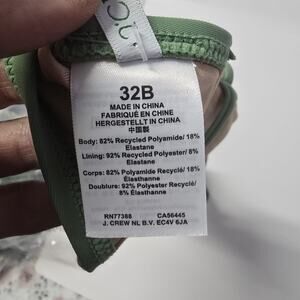 32B
MADE IN CHINA
FABRIQUÉ EN CHINE
HERGESTELLT IN CHINA
中国製
Body: 82% Recycled Polyamide/ 18%
Elastane
Lining: 92% Recycled Polyester/ 8%
Elastane
Corps: 82% Polyamide Recyclé/ 18%
Élasthanne
Doublure: 92% Polyester Recyclé/
8% Élasthanne
RN77388 CA56445
J. CREW NL B.V. EC4V 6JA